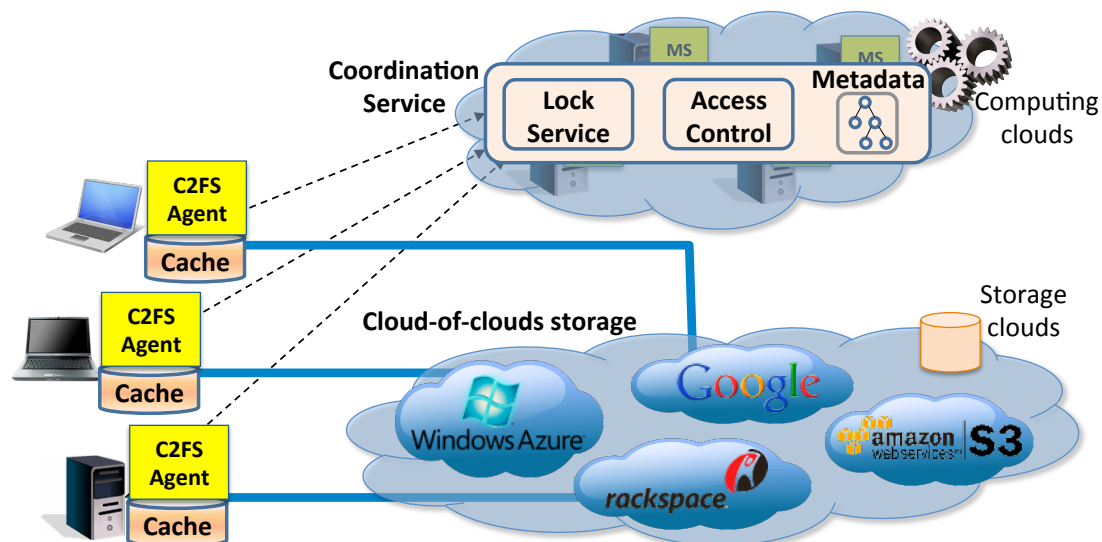 MS
MS
Coordination
Service
Lock
Service
Access
Control
Metadata
Computing
clouds
C2FS
Agent
Cache
C2FS
Agent
Cache
Cloud-of-clouds storage
Storage
clouds
Google
Windows Azure
amazon
webservices
S3
C2FS
Agent
Cache
rackspace